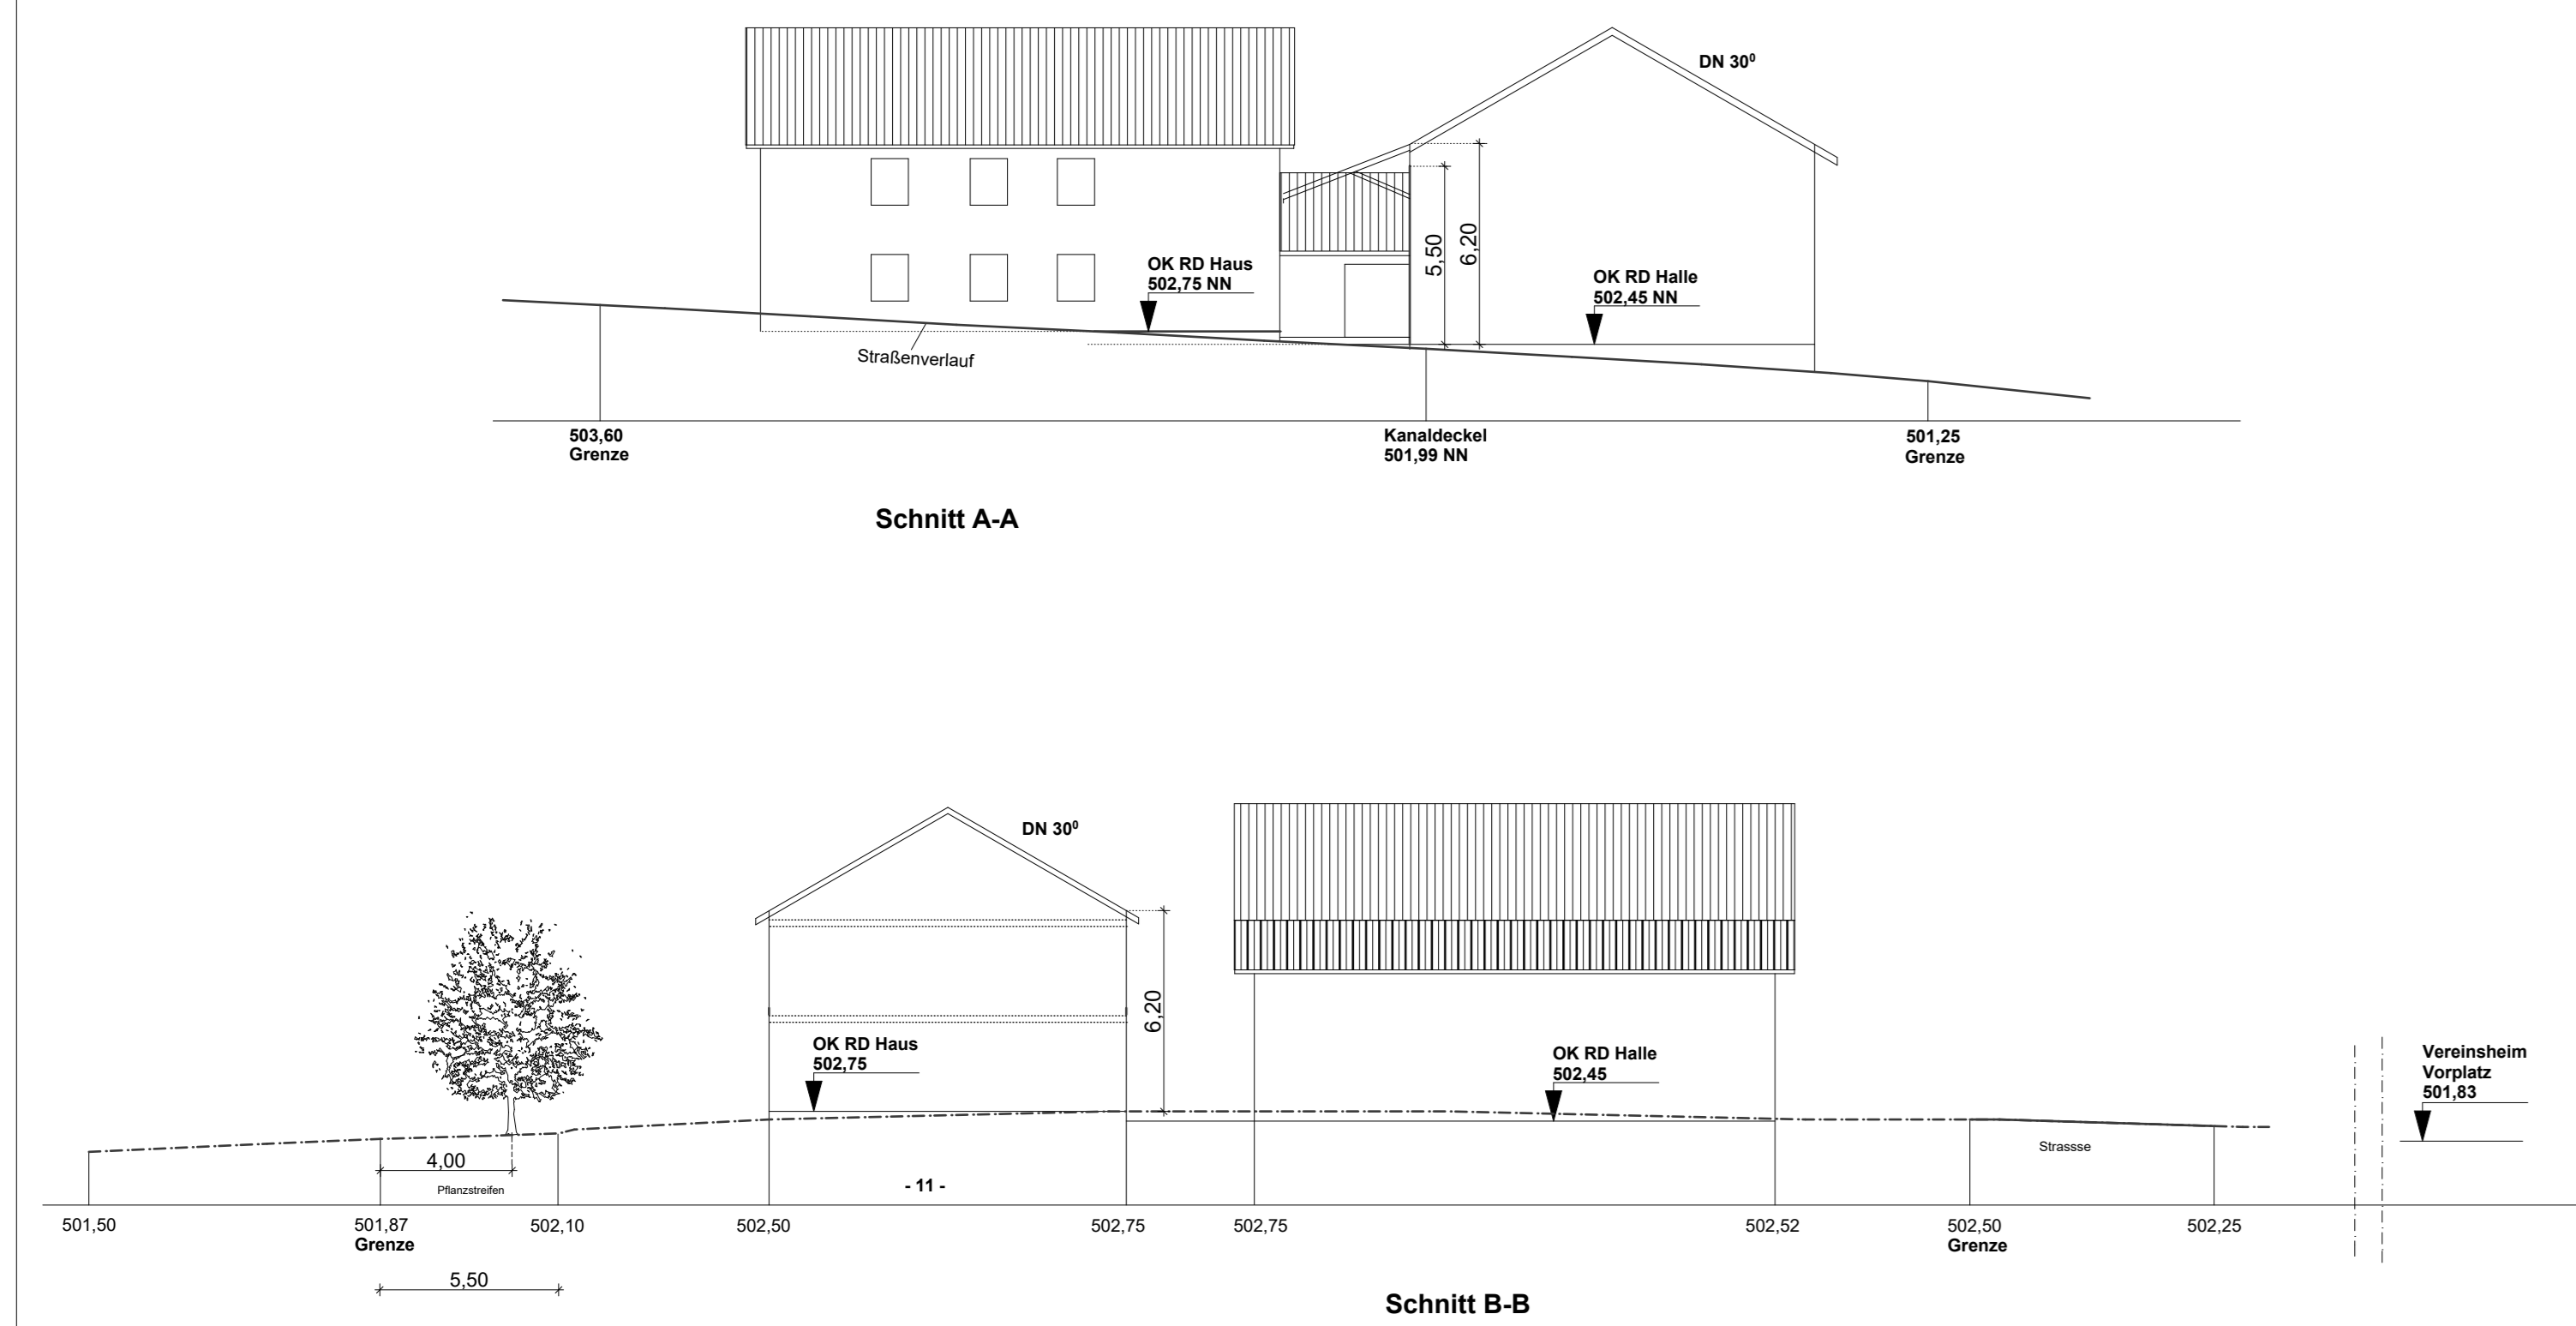 DN 30⁰
OK RD Haus
502,75 NN
5,50
6,20
OK RD Halle
502,45 NN
Straßenverlauf
503,60
Grenze
Kanaldeckel
501,99 NN
501,25
Grenze
Schnitt A-A
DN 30⁰
6,20
OK RD Haus
502,75
OK RD Halle
502,45
Vereinsheim
Vorplatz
501,83
Strassse
4,00
Pflanzstreifen
- 11 -
501,50
501,87
Grenze
502,10
502,50
502,75
502,75
502,52
502,50
Grenze
502,25
5,50
Schnitt B-B